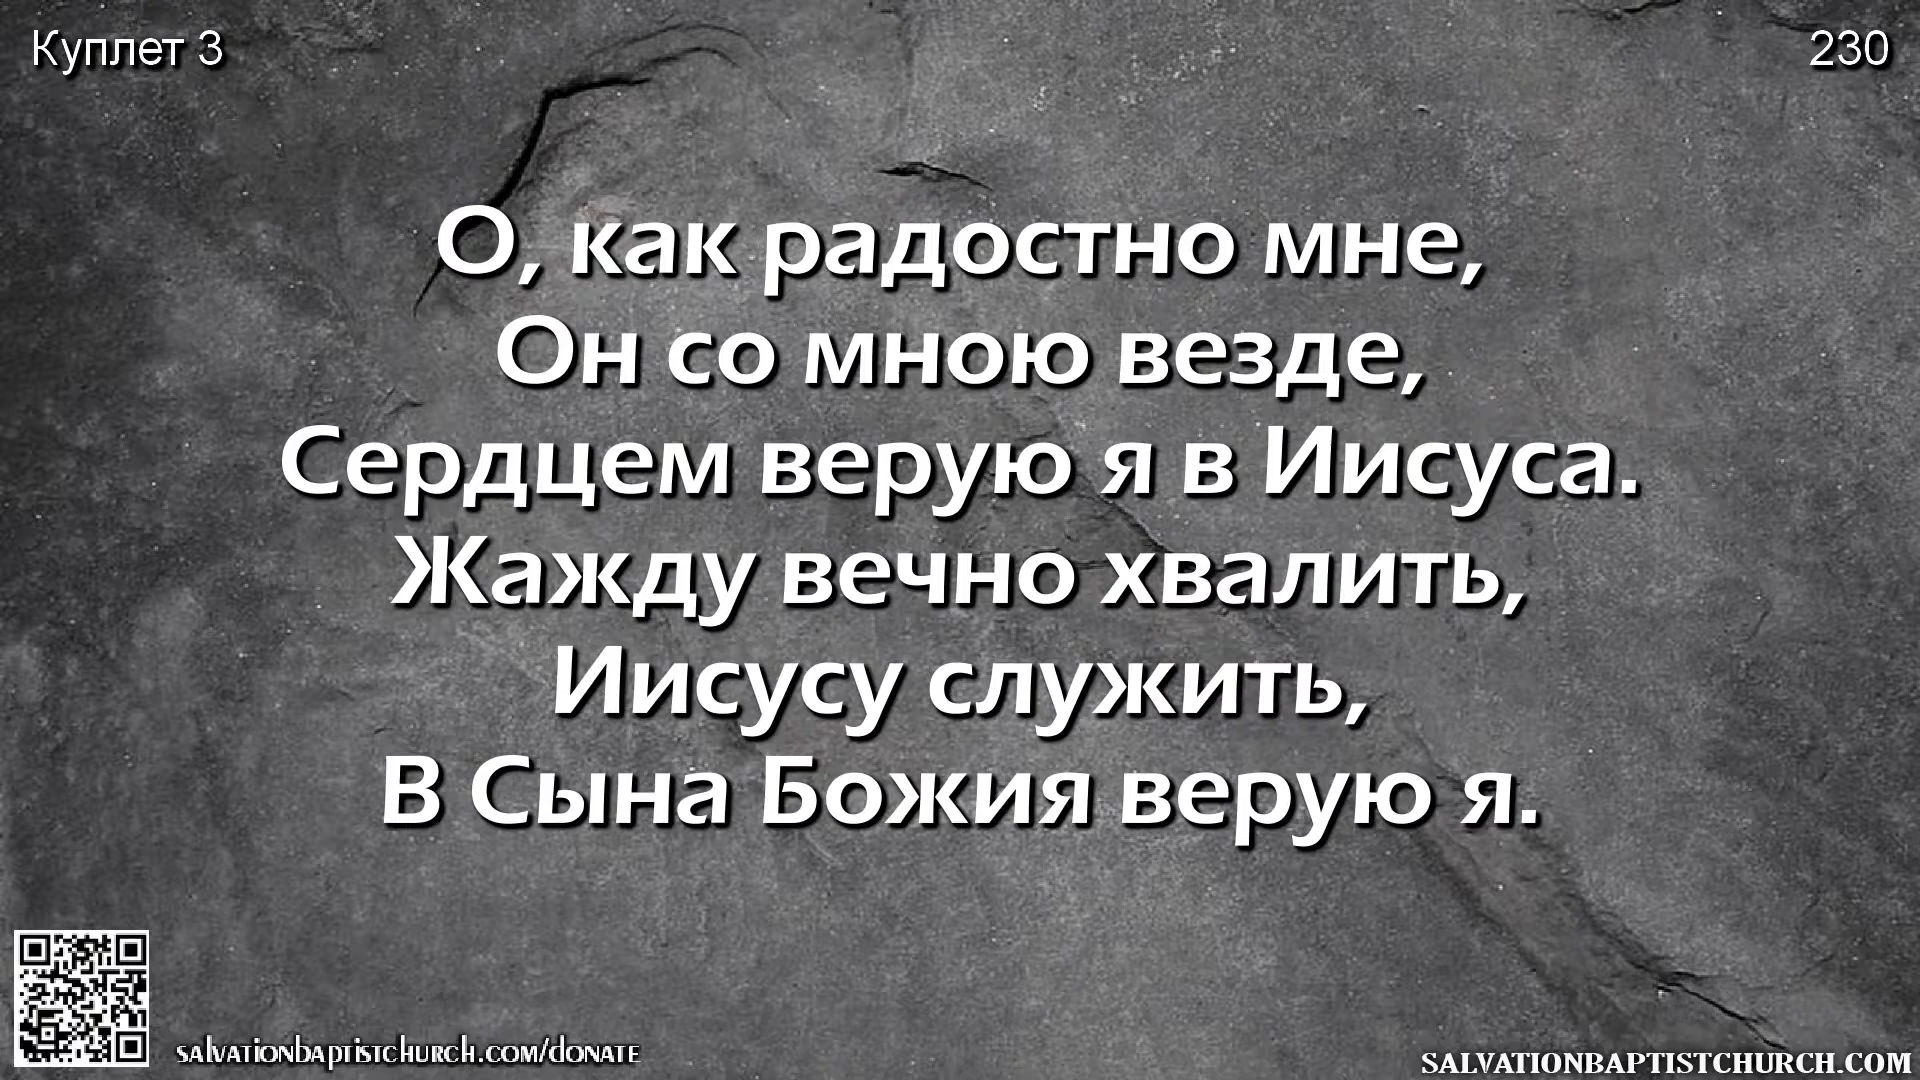 Куплет 3
230
О, как радостно мне,
Он со мною везде,
Сердцем верую я в Иисуса.
Жажду вечно хвалить,
Иисусу служить,
В Сына Божия верую я.
salvationbaptistchurch.com/donate
SALVATIONBAPTISTCHURCH.COM